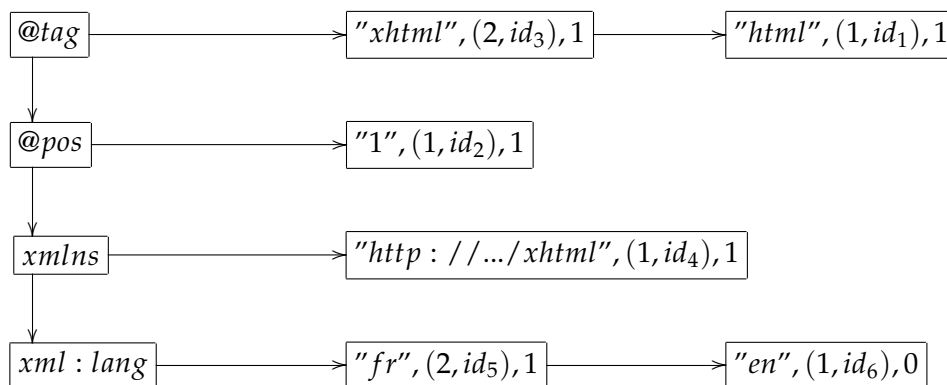 @tag "xhtml", (2, id₃), 1 "html", (1, id₁), 1
@pos "1", (1, id₂), 1
xmlns "http : //.../xhtml", (1, id₄), 1
xml : lang "fr", (2, id₅), 1 "en", (1, id₆), 0